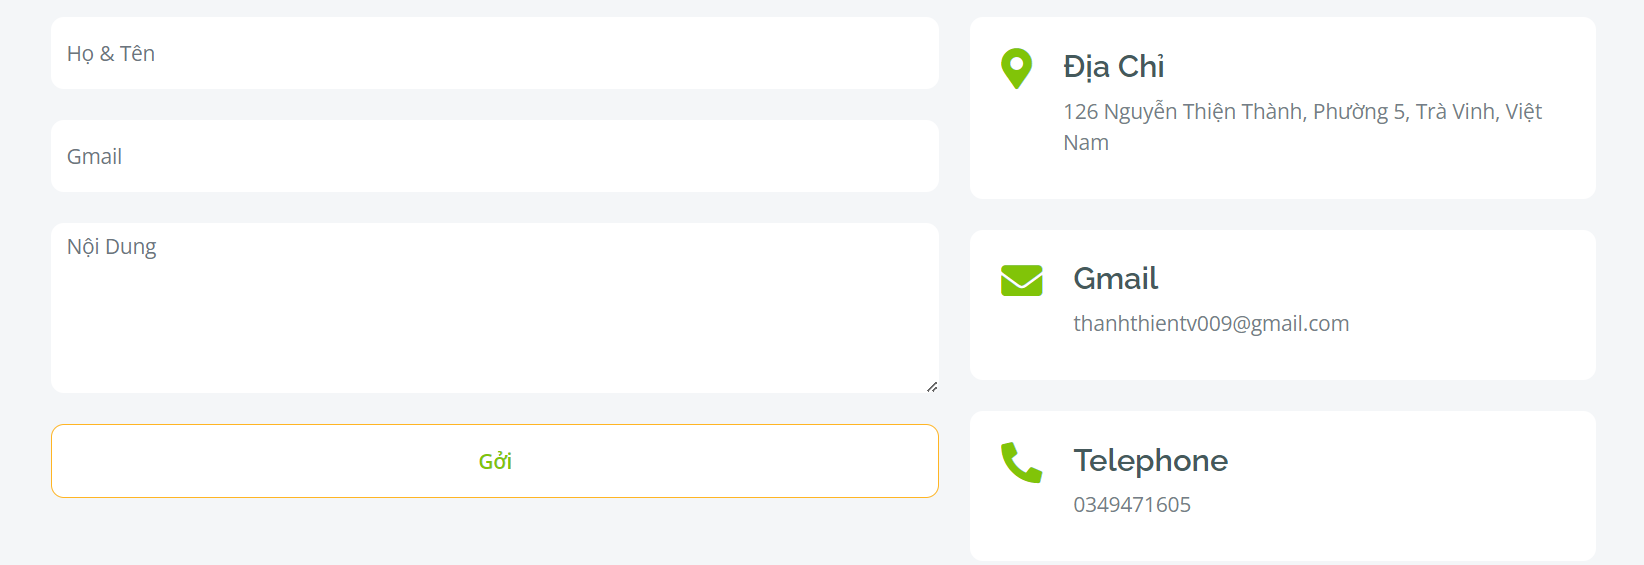 Họ & Tên
Gmail
Nội Dung
Gởi
Địa Chỉ
126 Nguyễn Thiện Thành, Phường 5, Trà Vinh, Việt
Nam
Gmail
thanhthientv009@gmail.com
Telephone
0349471605